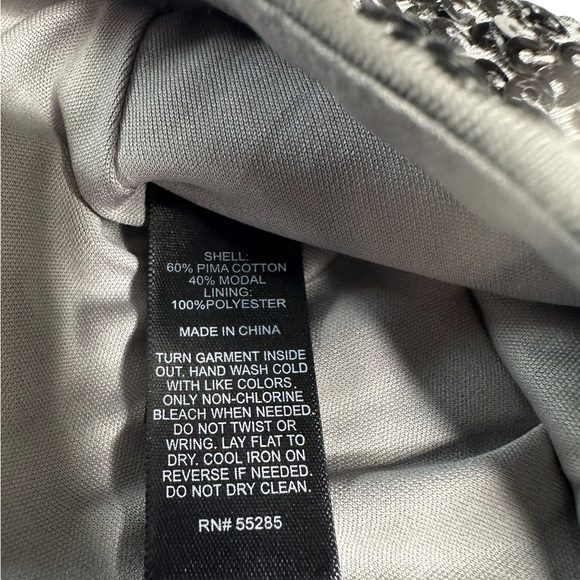 SHELL:
60% PIMA COTTON
40% MODAL
LINING:
100%POLYESTER
MADE IN CHINA
TURN GARMENT INSIDE
OUT. HAND WASH COLD
WITH LIKE COLORS.
ONLY NON-CHLORINE
BLEACH WHEN NEEDED.
DO NOT TWIST OR
WRING. LAY FLAT TO
DRY. COOL IRON ON
REVERSE IF NEEDED.
DO NOT DRY CLEAN.
RN# 55285